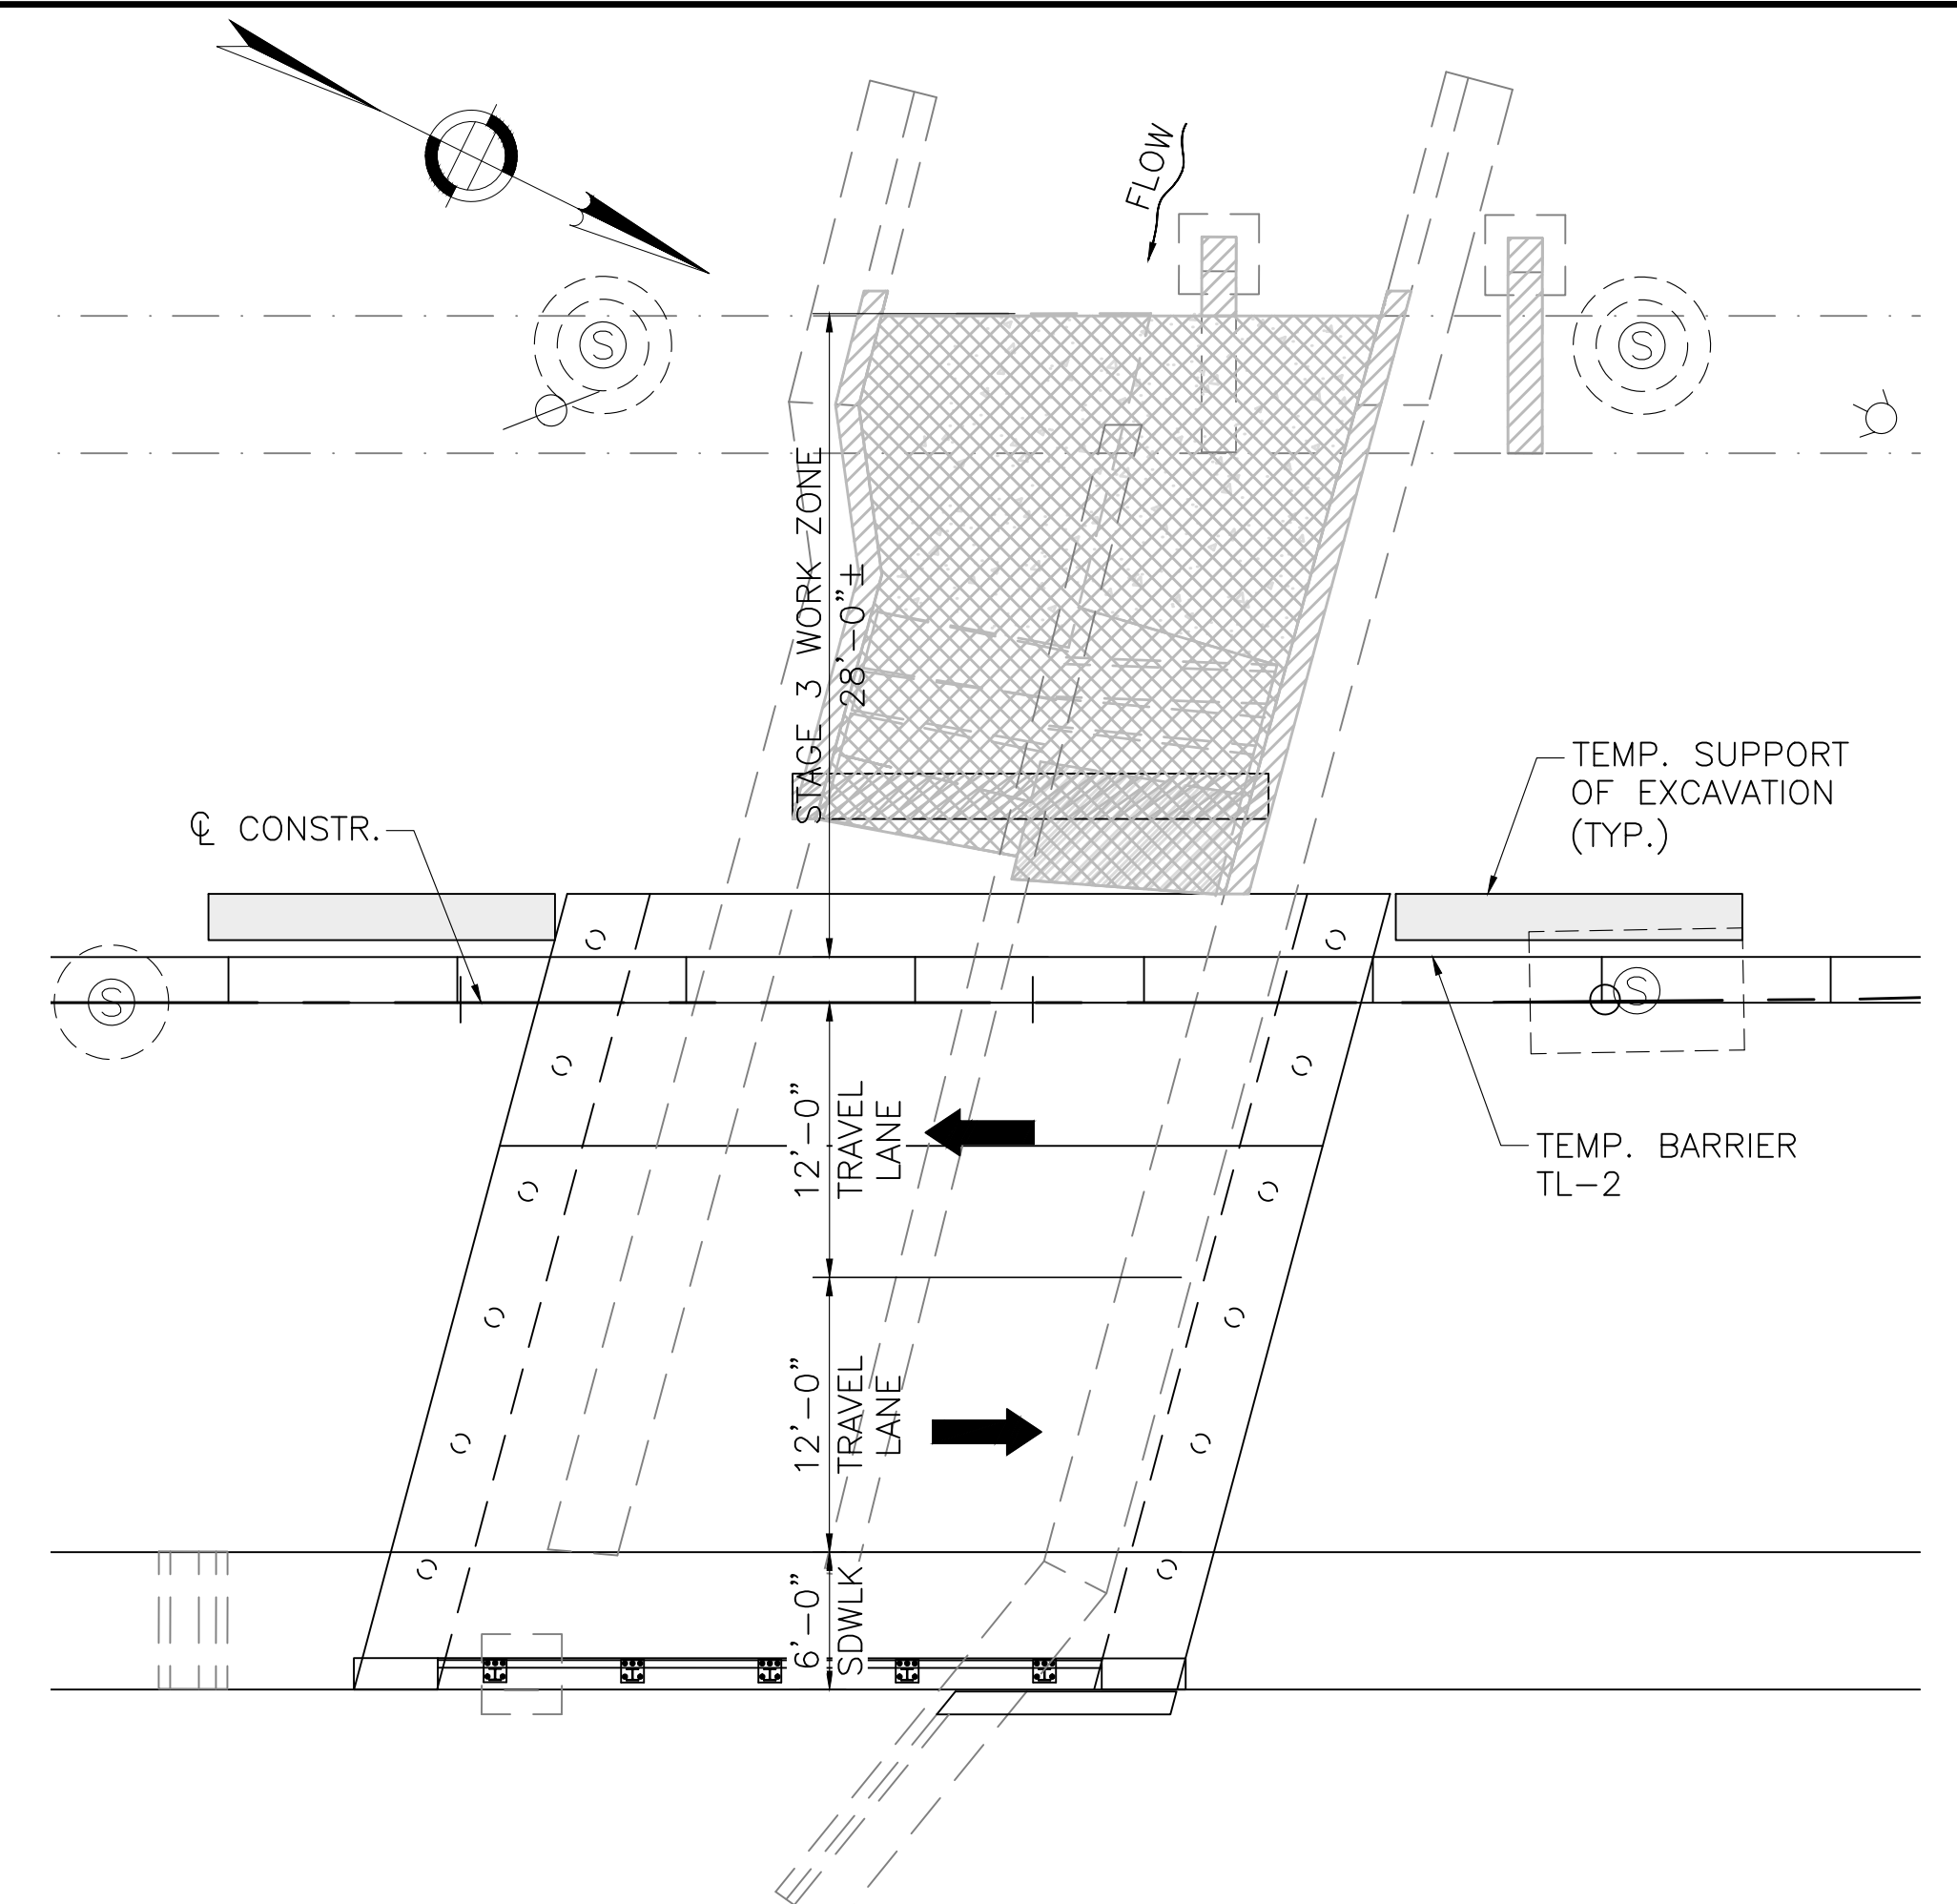 FLOW
S
S
STAGE 3 WORK ZONE
28'-0"±
TEMP. SUPPORT
OF EXCAVATION
(TYP.)
℄ CONSTR.
S
S
12'-0"
TRAVEL
LANE
TEMP. BARRIER
TL-2
12'-0"
TRAVEL
LANE
6'-0"
SDWLK